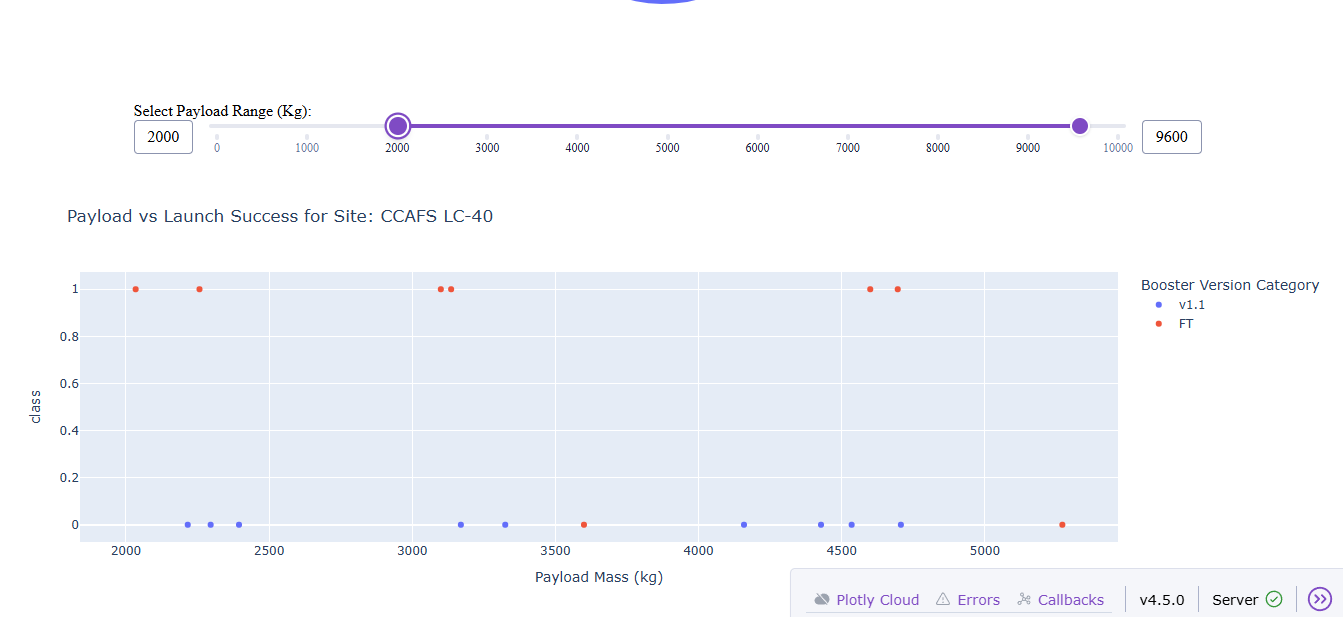 Select Payload Range (Kg):
2000
0 1000 2000 3000 4000 5000 6000 7000 8000 9000 10000
9600
Payload vs Launch Success for Site: CCAFS LC-40
Booster Version Category
v1.1
FT
class
1
0.8
0.6
0.4
0.2
0
2000 2500 3000 3500 4000 4500 5000
Payload Mass (kg)
Plotly Cloud Errors Callbacks v4.5.0 Server